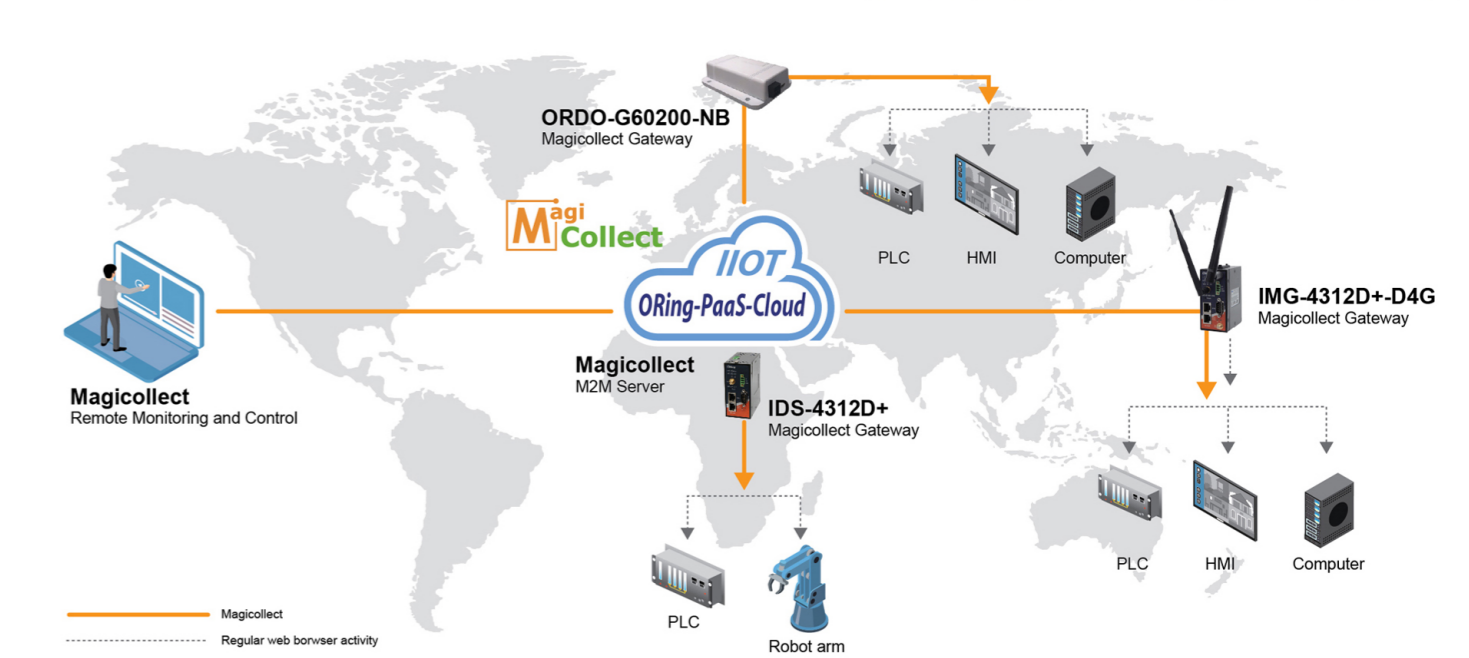 ORDO-G60200-NB
Magicollect Gateway
Magi
Collect
PLC
HMI
Computer
IIOT
ORing-PaaS-Cloud
IMG-4312D+-D4G
Magicollect Gateway
Magicollect
Remote Monitoring and Control
Magicollect
M2M Server
IDS-4312D+
Magicollect Gateway
PLC
HMI
Computer
PLC
Robot arm
Magicollect
Regular web borwser activity